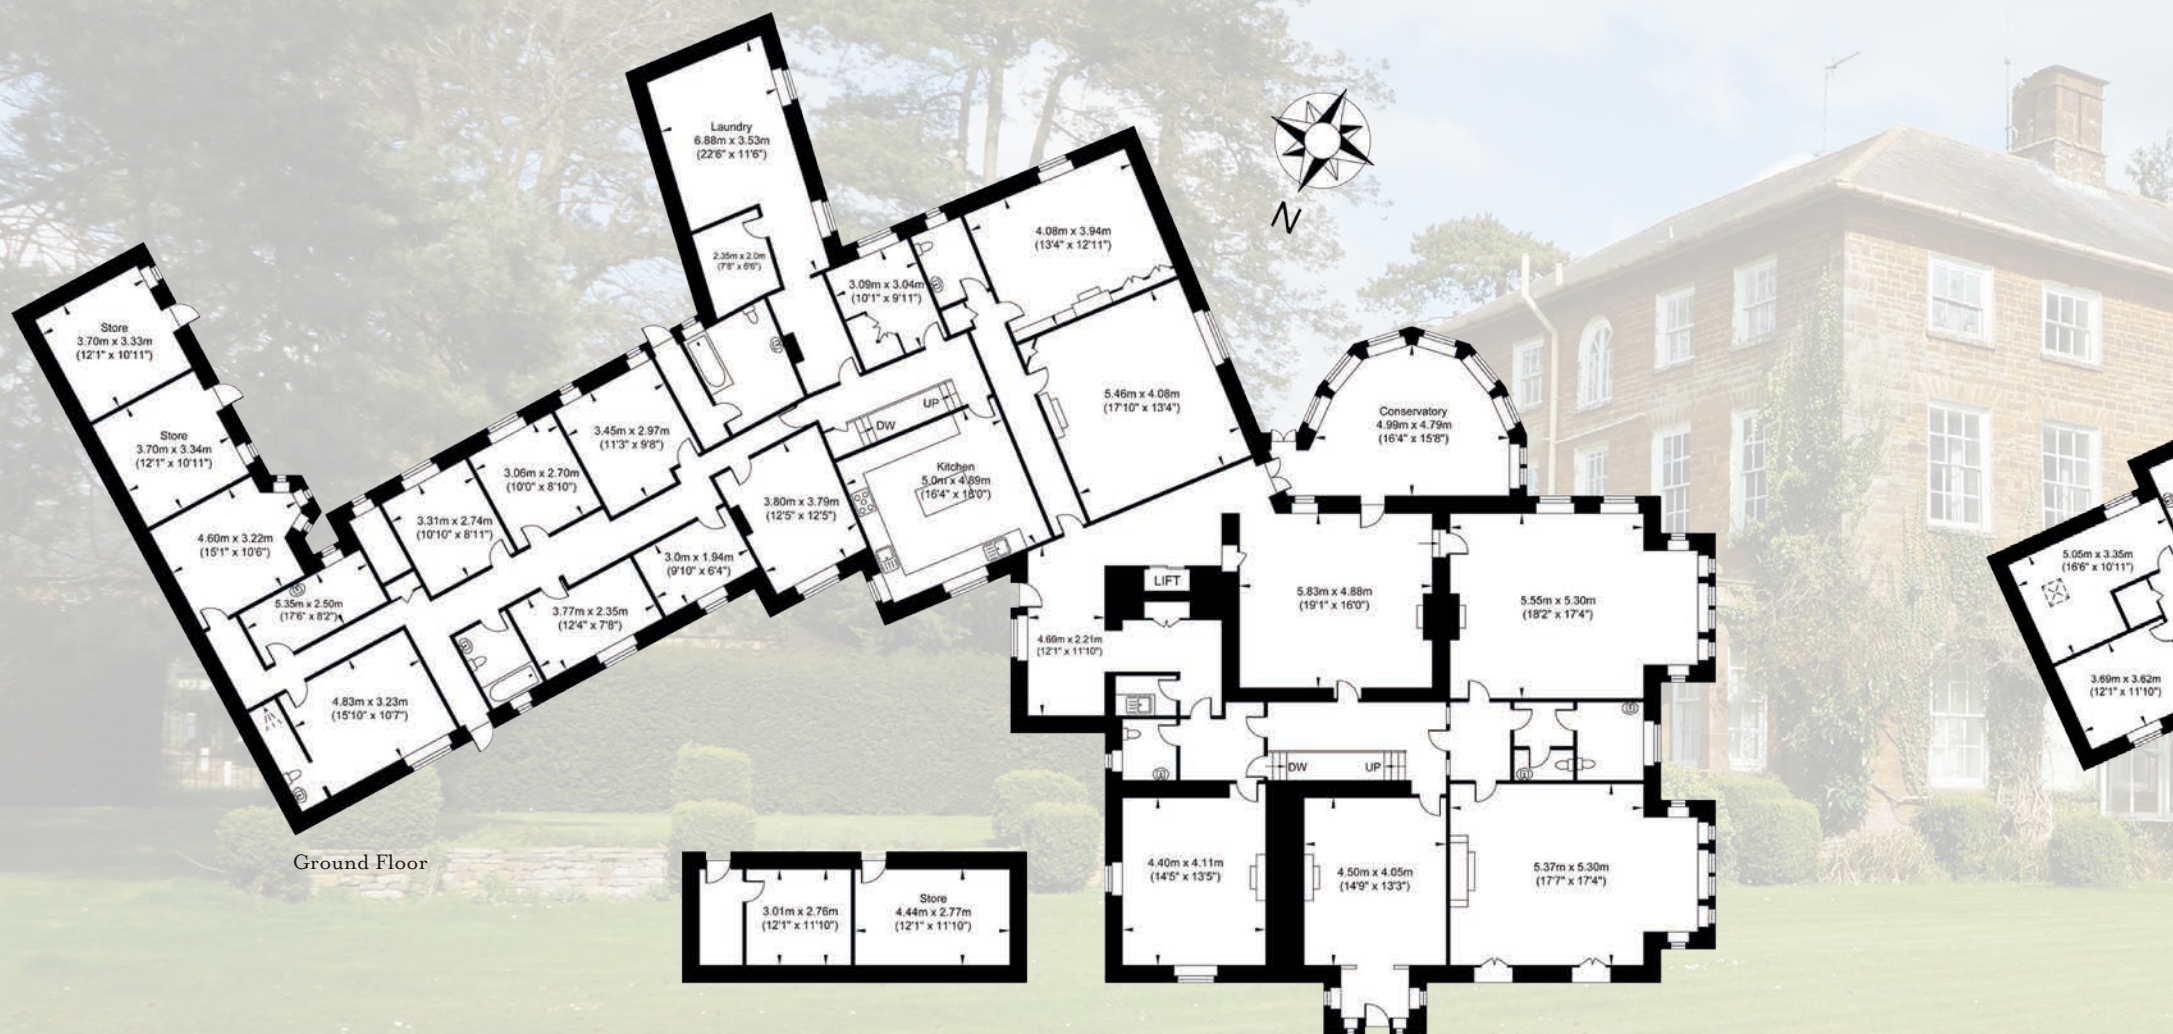 Laundry
6.88m x 3.53m
(22'6" x 11'6")
2.35m x 2.0m
(7'8" x 6'6")
3.09m x 3.04m
(10'1" x 9'11")
4.08m x 3.94m
(13'4" x 12'11")
N
Store
3.70m x 3.33m
(12'1" x 10'11")
Store
3.70m x 3.34m
(12'1" x 10'11")
4.60m x 3.22m
(15'1" x 10'6")
5.35m x 2.50m
(17'6" x 8'2")
4.83m x 3.23m
(15'10" x 10'7")
3.31m x 2.74m
(10'10" x 8'11")
3.06m x 2.70m
(10'0" x 8'10")
3.45m x 2.97m
(11'3" x 9'8")
3.77m x 2.35m
(12'4" x 7'8")
3.0m x 1.94m
(9'10" x 6'4")
3.80m x 3.79m
(12'5" x 12'5")
UP
DW
Kitchen
5.0m x 4.89m
(16'4" x 16'0")
5.46m x 4.08m
(17'10" x 13'4")
Conservatory
4.99m x 4.79m
(16'4" x 15'8")
LIFT
4.69m x 2.21m
(12'1" x 11'10")
5.83m x 4.88m
(19'1" x 16'0")
5.55m x 5.30m
(18'2" x 17'4")
DW
UP
4.40m x 4.11m
(14'5" x 13'5")
4.50m x 4.05m
(14'9" x 13'3")
5.37m x 5.30m
(17'7" x 17'4")
Ground Floor
3.01m x 2.76m
(12'1" x 11'10")
Store
4.44m x 2.77m
(12'1" x 11'10")
5.05m x 3.35m
(16'6" x 10'11")
3.69m x 3.62m
(12'1" x 11'10")